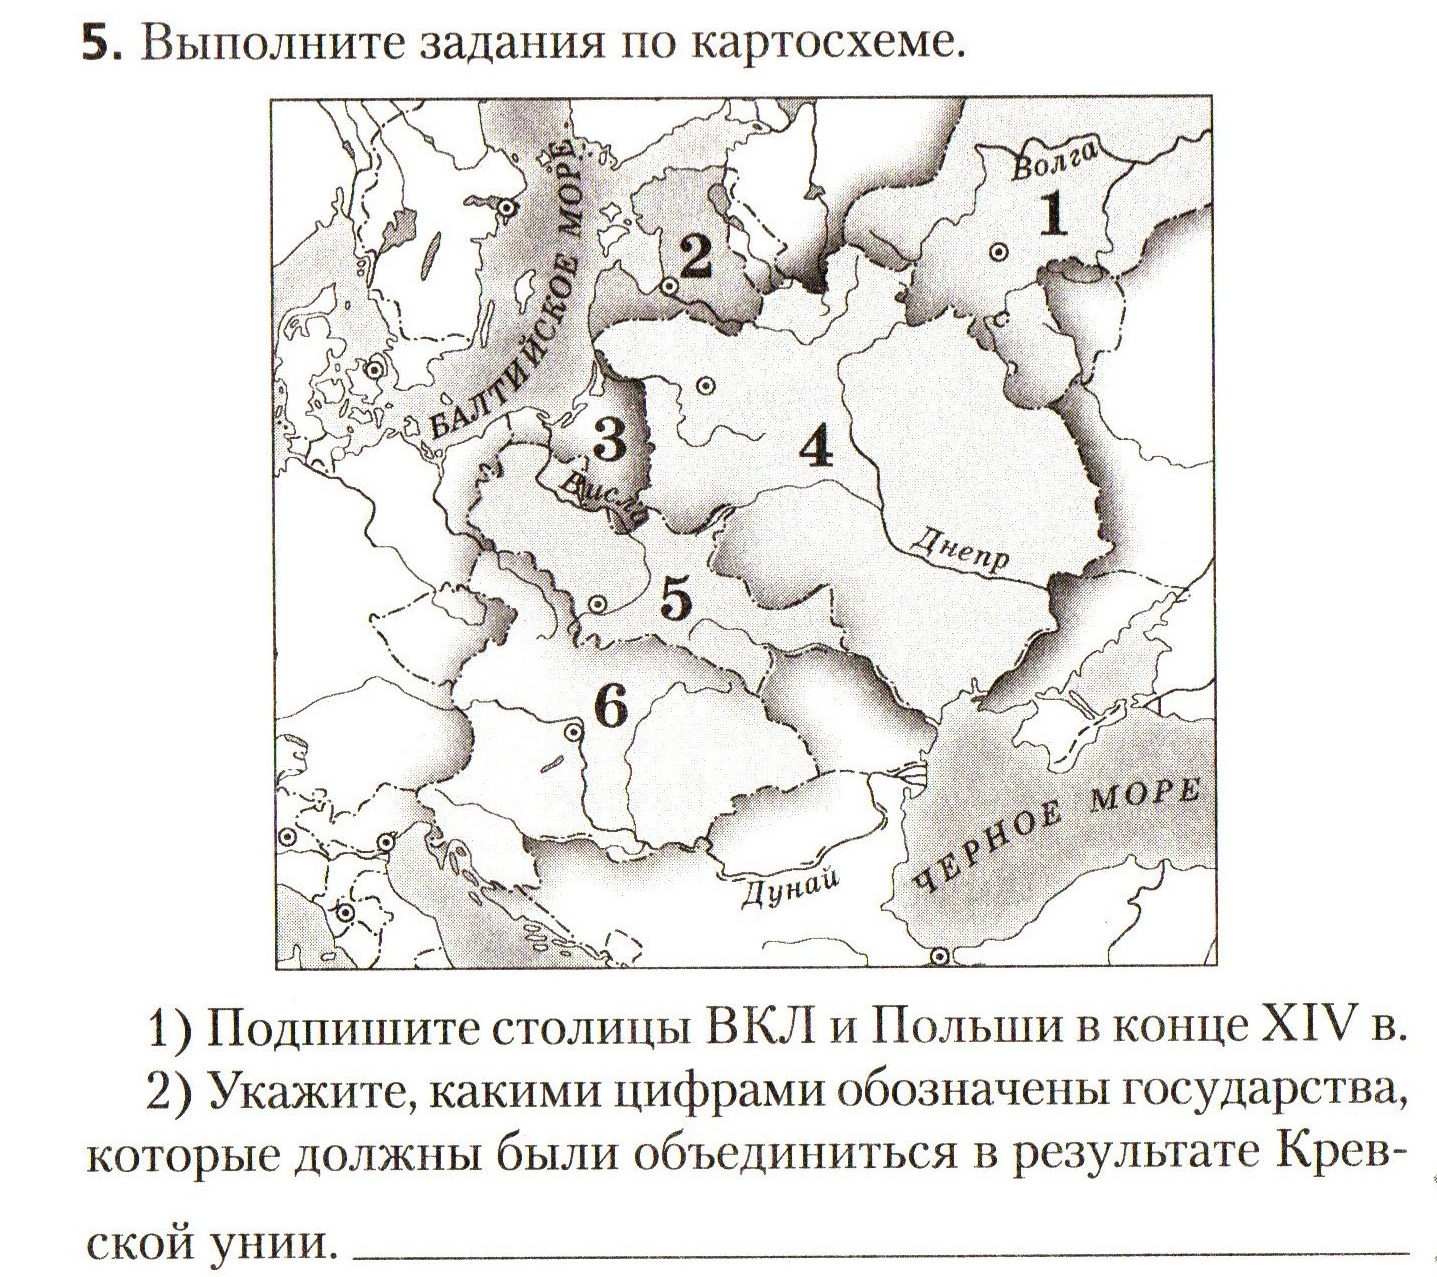 5. Выполните задания по картосхеме.
Волга
1
БАЛТИЙСКОЕ МОРЕ
2
3
4
Висла
Днепр
5
6
ЧЕРНОЕ МОРЕ
Дунай
1) Подпишите столицы ВКЛ и Польши в конце XIV в.
2) Укажите, какими цифрами обозначены государства,
которые должны были объединиться в результате Крев-
ской унии.